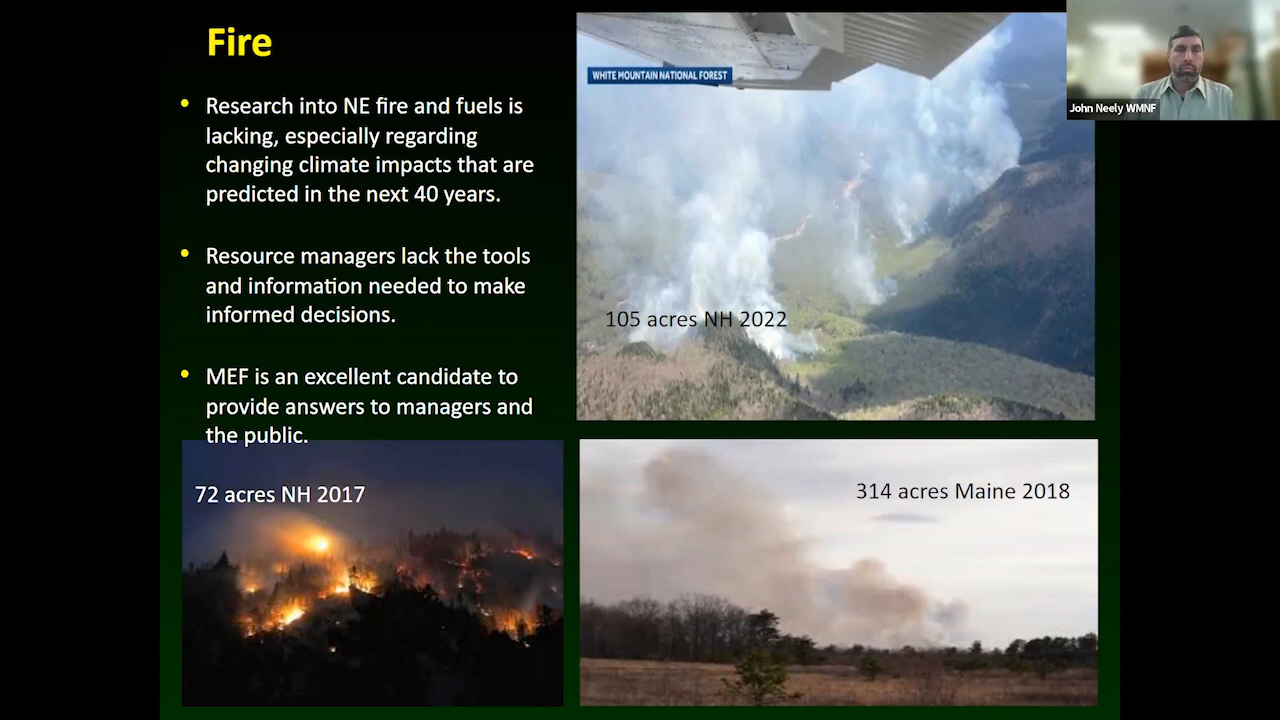 Fire
• Research into NE fire and fuels is
lacking, especially regarding
changing climate impacts that are
predicted in the next 40 years.
• Resource managers lack the tools
and information needed to make
informed decisions.
• MEF is an excellent candidate to
provide answers to managers and
the public.
WHITE MOUNTAIN NATIONAL FOREST
105 acres NH 2022
72 acres NH 2017
314 acres Maine 2018
John Neely WMNF